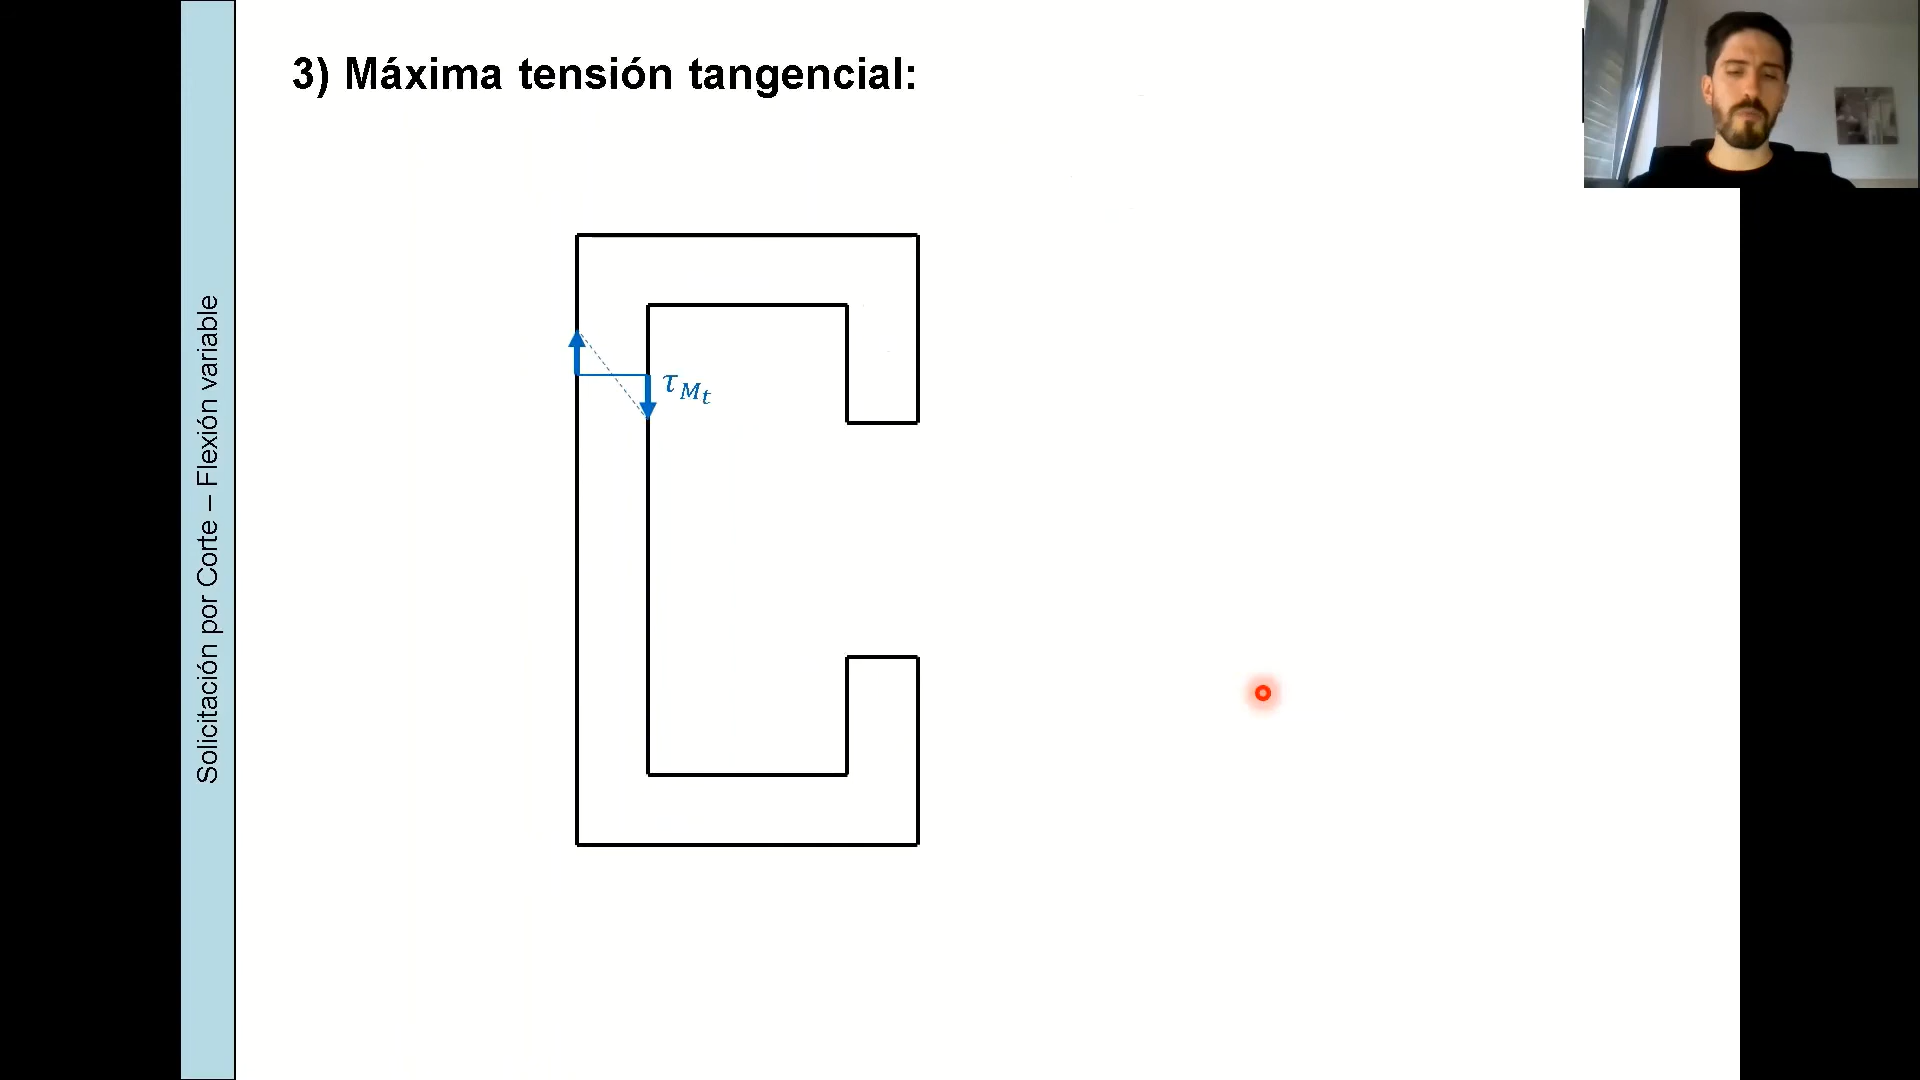 3) Máxima tensión tangencial:
Solicitación por Corte – Flexión variable
τ_{M_t}